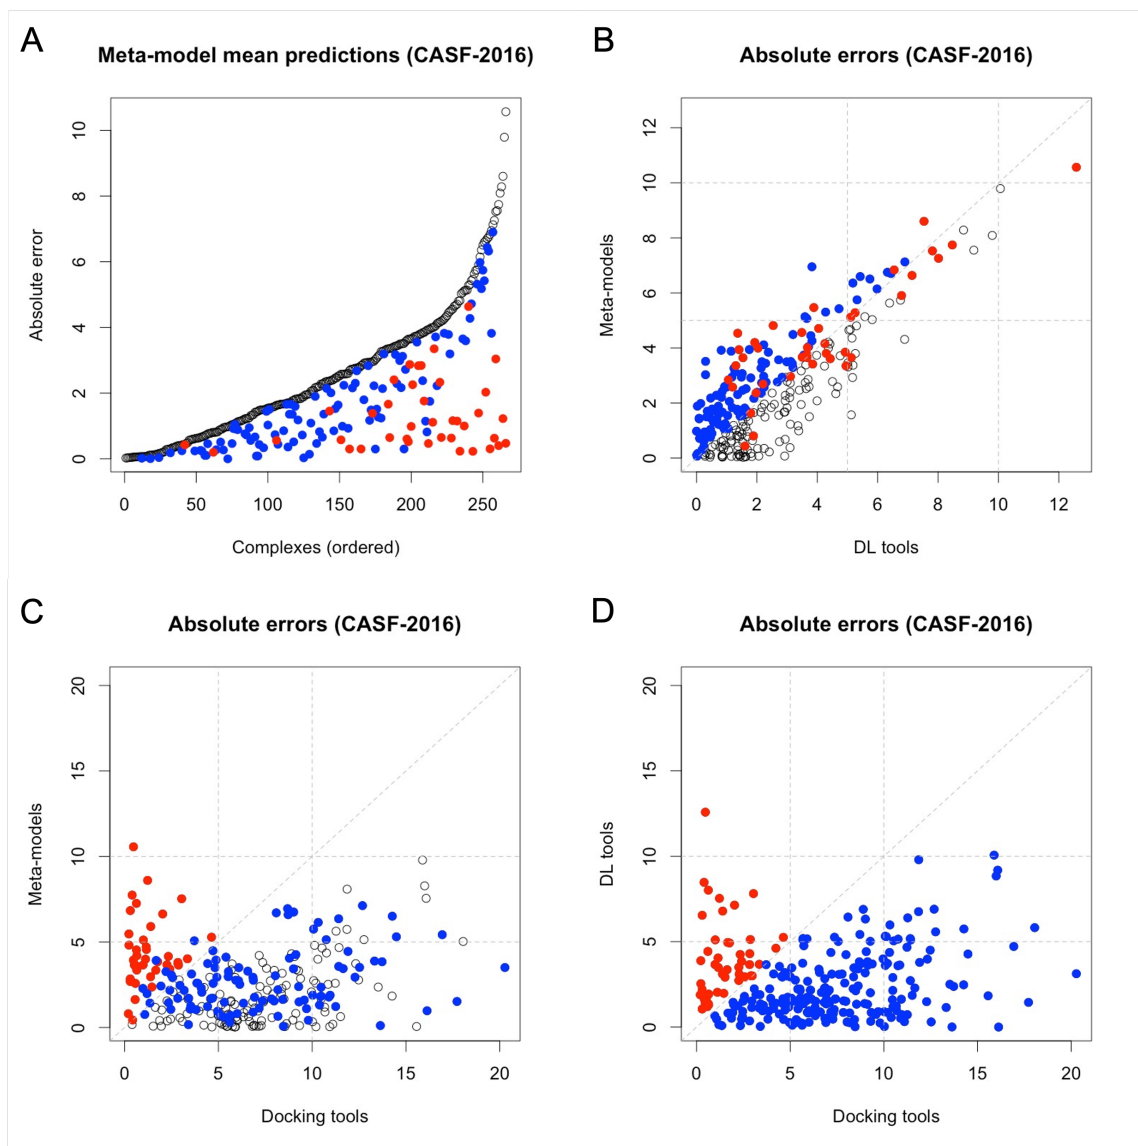 A
Meta-model mean predictions (CASF-2016)
Absolute error
10
8
6
4
2
0
0 50 100 150 200 250
Complexes (ordered)
B
Absolute errors (CASF-2016)
Meta-models
12
10
8
6
4
2
0
0 2 4 6 8 10 12
DL tools
C
Absolute errors (CASF-2016)
Meta-models
20
15
10
5
0
0 5 10 15 20
Docking tools
D
Absolute errors (CASF-2016)
DL tools
20
15
10
5
0
0 5 10 15 20
Docking tools